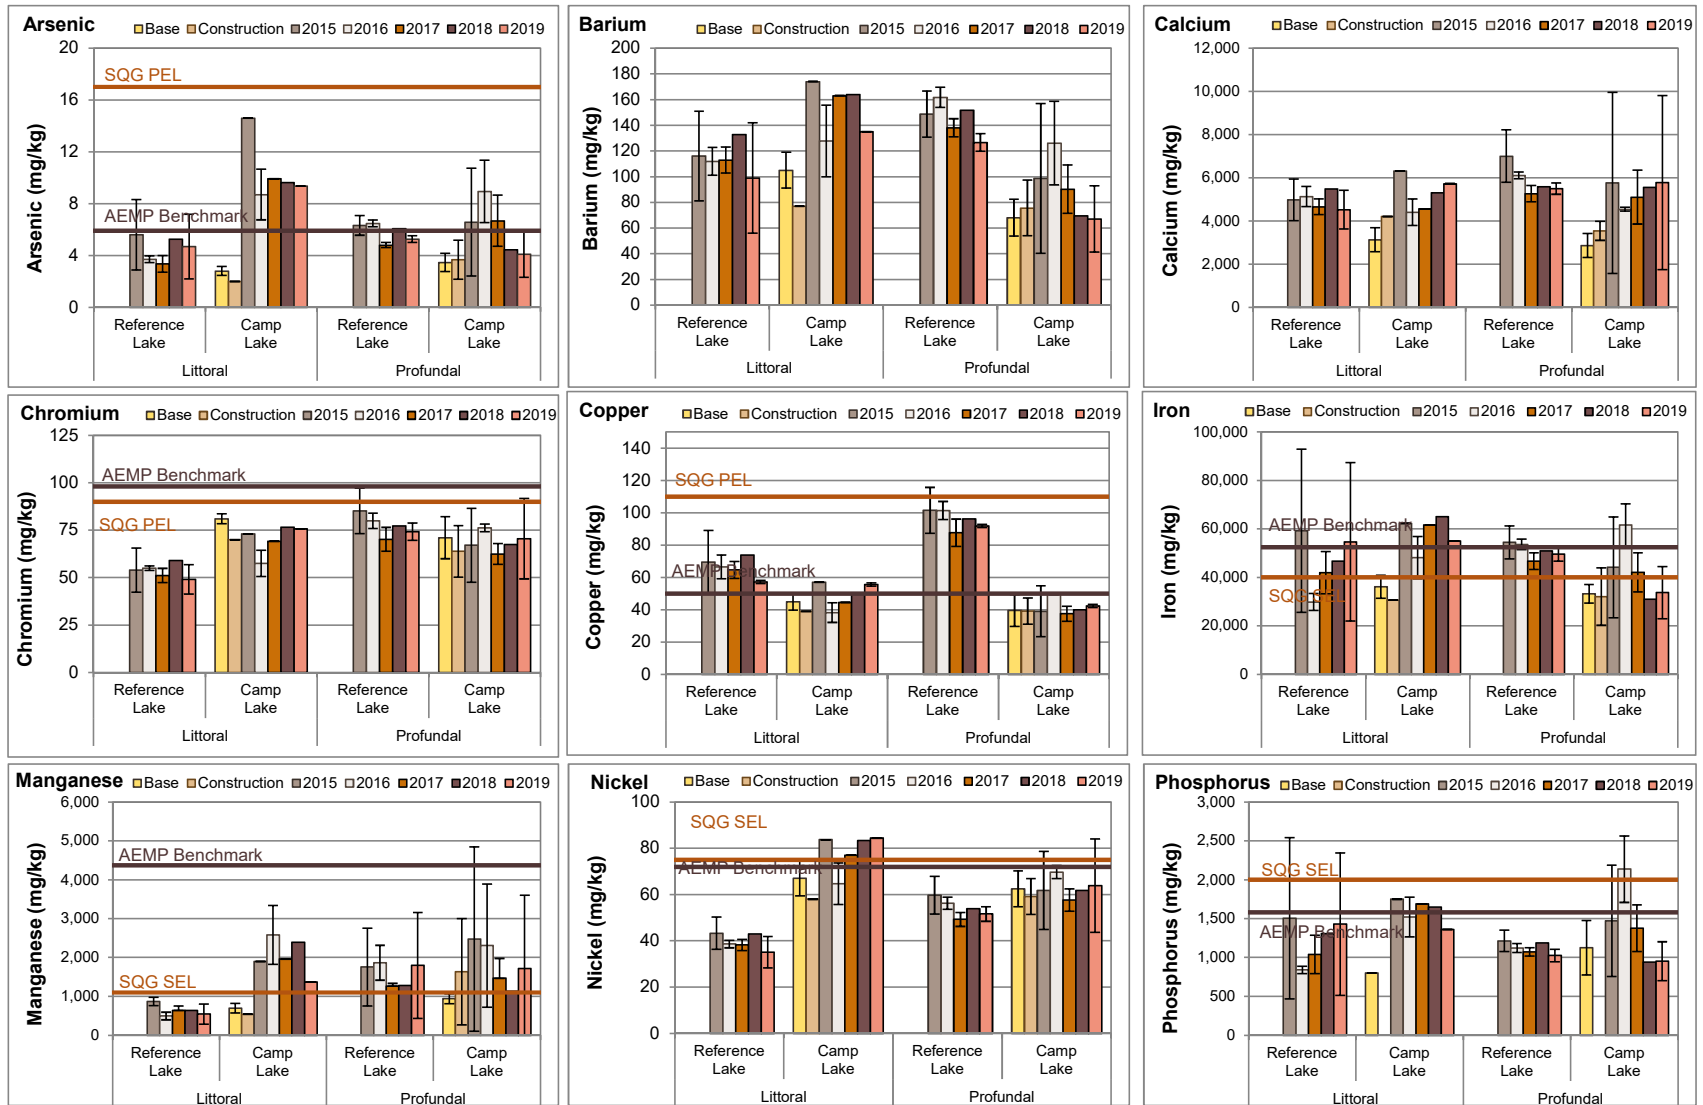 Arsenic
Base Construction 2015 2016 2017 2018 2019
Arsenic (mg/kg)
20
16
12
8
4
0
SQG PEL
AEMP Benchmark
Reference Lake
Camp Lake
Reference Lake
Camp Lake
Littoral
Profundal
Barium
Base Construction 2015 2016 2017 2018 2019
Barium (mg/kg)
200
180
160
140
120
100
80
60
40
20
0
Reference Lake
Camp Lake
Reference Lake
Camp Lake
Littoral
Profundal
Calcium
Base Construction 2015 2016 2017 2018 2019
Calcium (mg/kg)
12,000
10,000
8,000
6,000
4,000
2,000
0
Reference Lake
Camp Lake
Reference Lake
Camp Lake
Littoral
Profundal
Chromium
Base Construction 2015 2016 2017 2018 2019
Chromium (mg/kg)
125
100
75
50
25
0
AEMP Benchmark
SQG PEL
Reference Lake
Camp Lake
Reference Lake
Camp Lake
Littoral
Profundal
Copper
Base Construction 2015 2016 2017 2018 2019
Copper (mg/kg)
140
120
100
80
60
40
20
0
SQG PEL
AEMP Benchmark
Reference Lake
Camp Lake
Reference Lake
Camp Lake
Littoral
Profundal
Iron
Base Construction 2015 2016 2017 2018 2019
Iron (mg/kg)
100,000
80,000
60,000
40,000
20,000
0
AEMP Benchmark
SQG SEL
Reference Lake
Camp Lake
Reference Lake
Camp Lake
Littoral
Profundal
Manganese
Base Construction 2015 2016 2017 2018 2019
Manganese (mg/kg)
6,000
5,000
4,000
3,000
2,000
1,000
0
AEMP Benchmark
SQG SEL
Reference Lake
Camp Lake
Reference Lake
Camp Lake
Littoral
Profundal
Nickel
Base Construction 2015 2016 2017 2018 2019
Nickel (mg/kg)
100
80
60
40
20
0
SQG SEL
AEMP Benchmark
Reference Lake
Camp Lake
Reference Lake
Camp Lake
Littoral
Profundal
Phosphorus
Base Construction 2015 2016 2017 2018 2019
Phosphorus (mg/kg)
3,000
2,500
2,000
1,500
1,000
500
0
SQG SEL
AEMP Benchmark
Reference Lake
Camp Lake
Reference Lake
Camp Lake
Littoral
Profundal